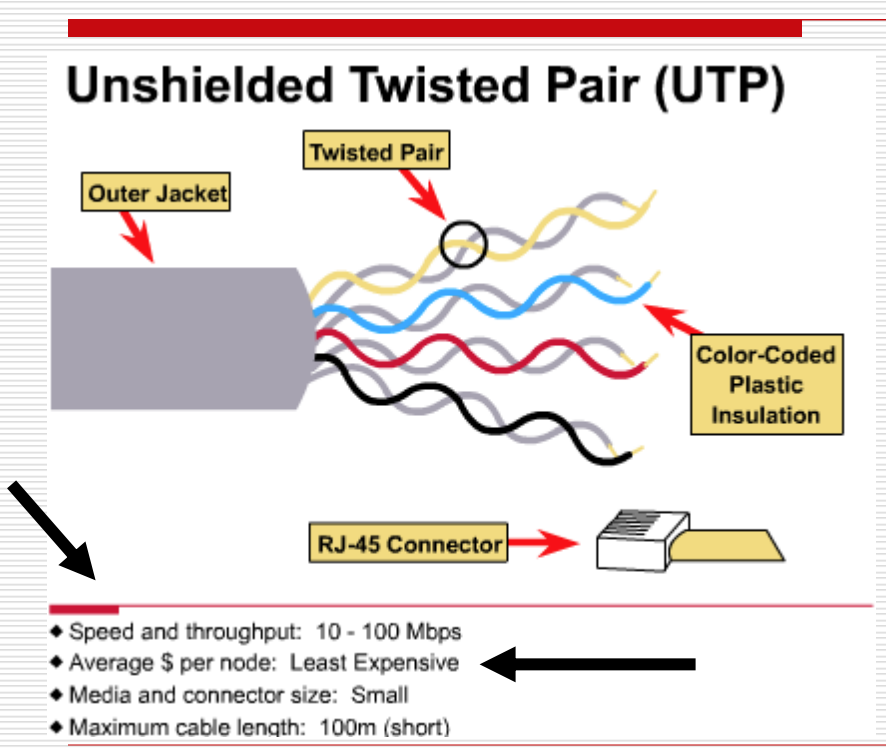 Unshielded Twisted Pair (UTP)
Twisted Pair
Outer Jacket
Color-Coded
Plastic
Insulation
RJ-45 Connector
◆ Speed and throughput: 10 - 100 Mbps
◆ Average $ per node: Least Expensive
◆ Media and connector size: Small
◆ Maximum cable length: 100m (short)